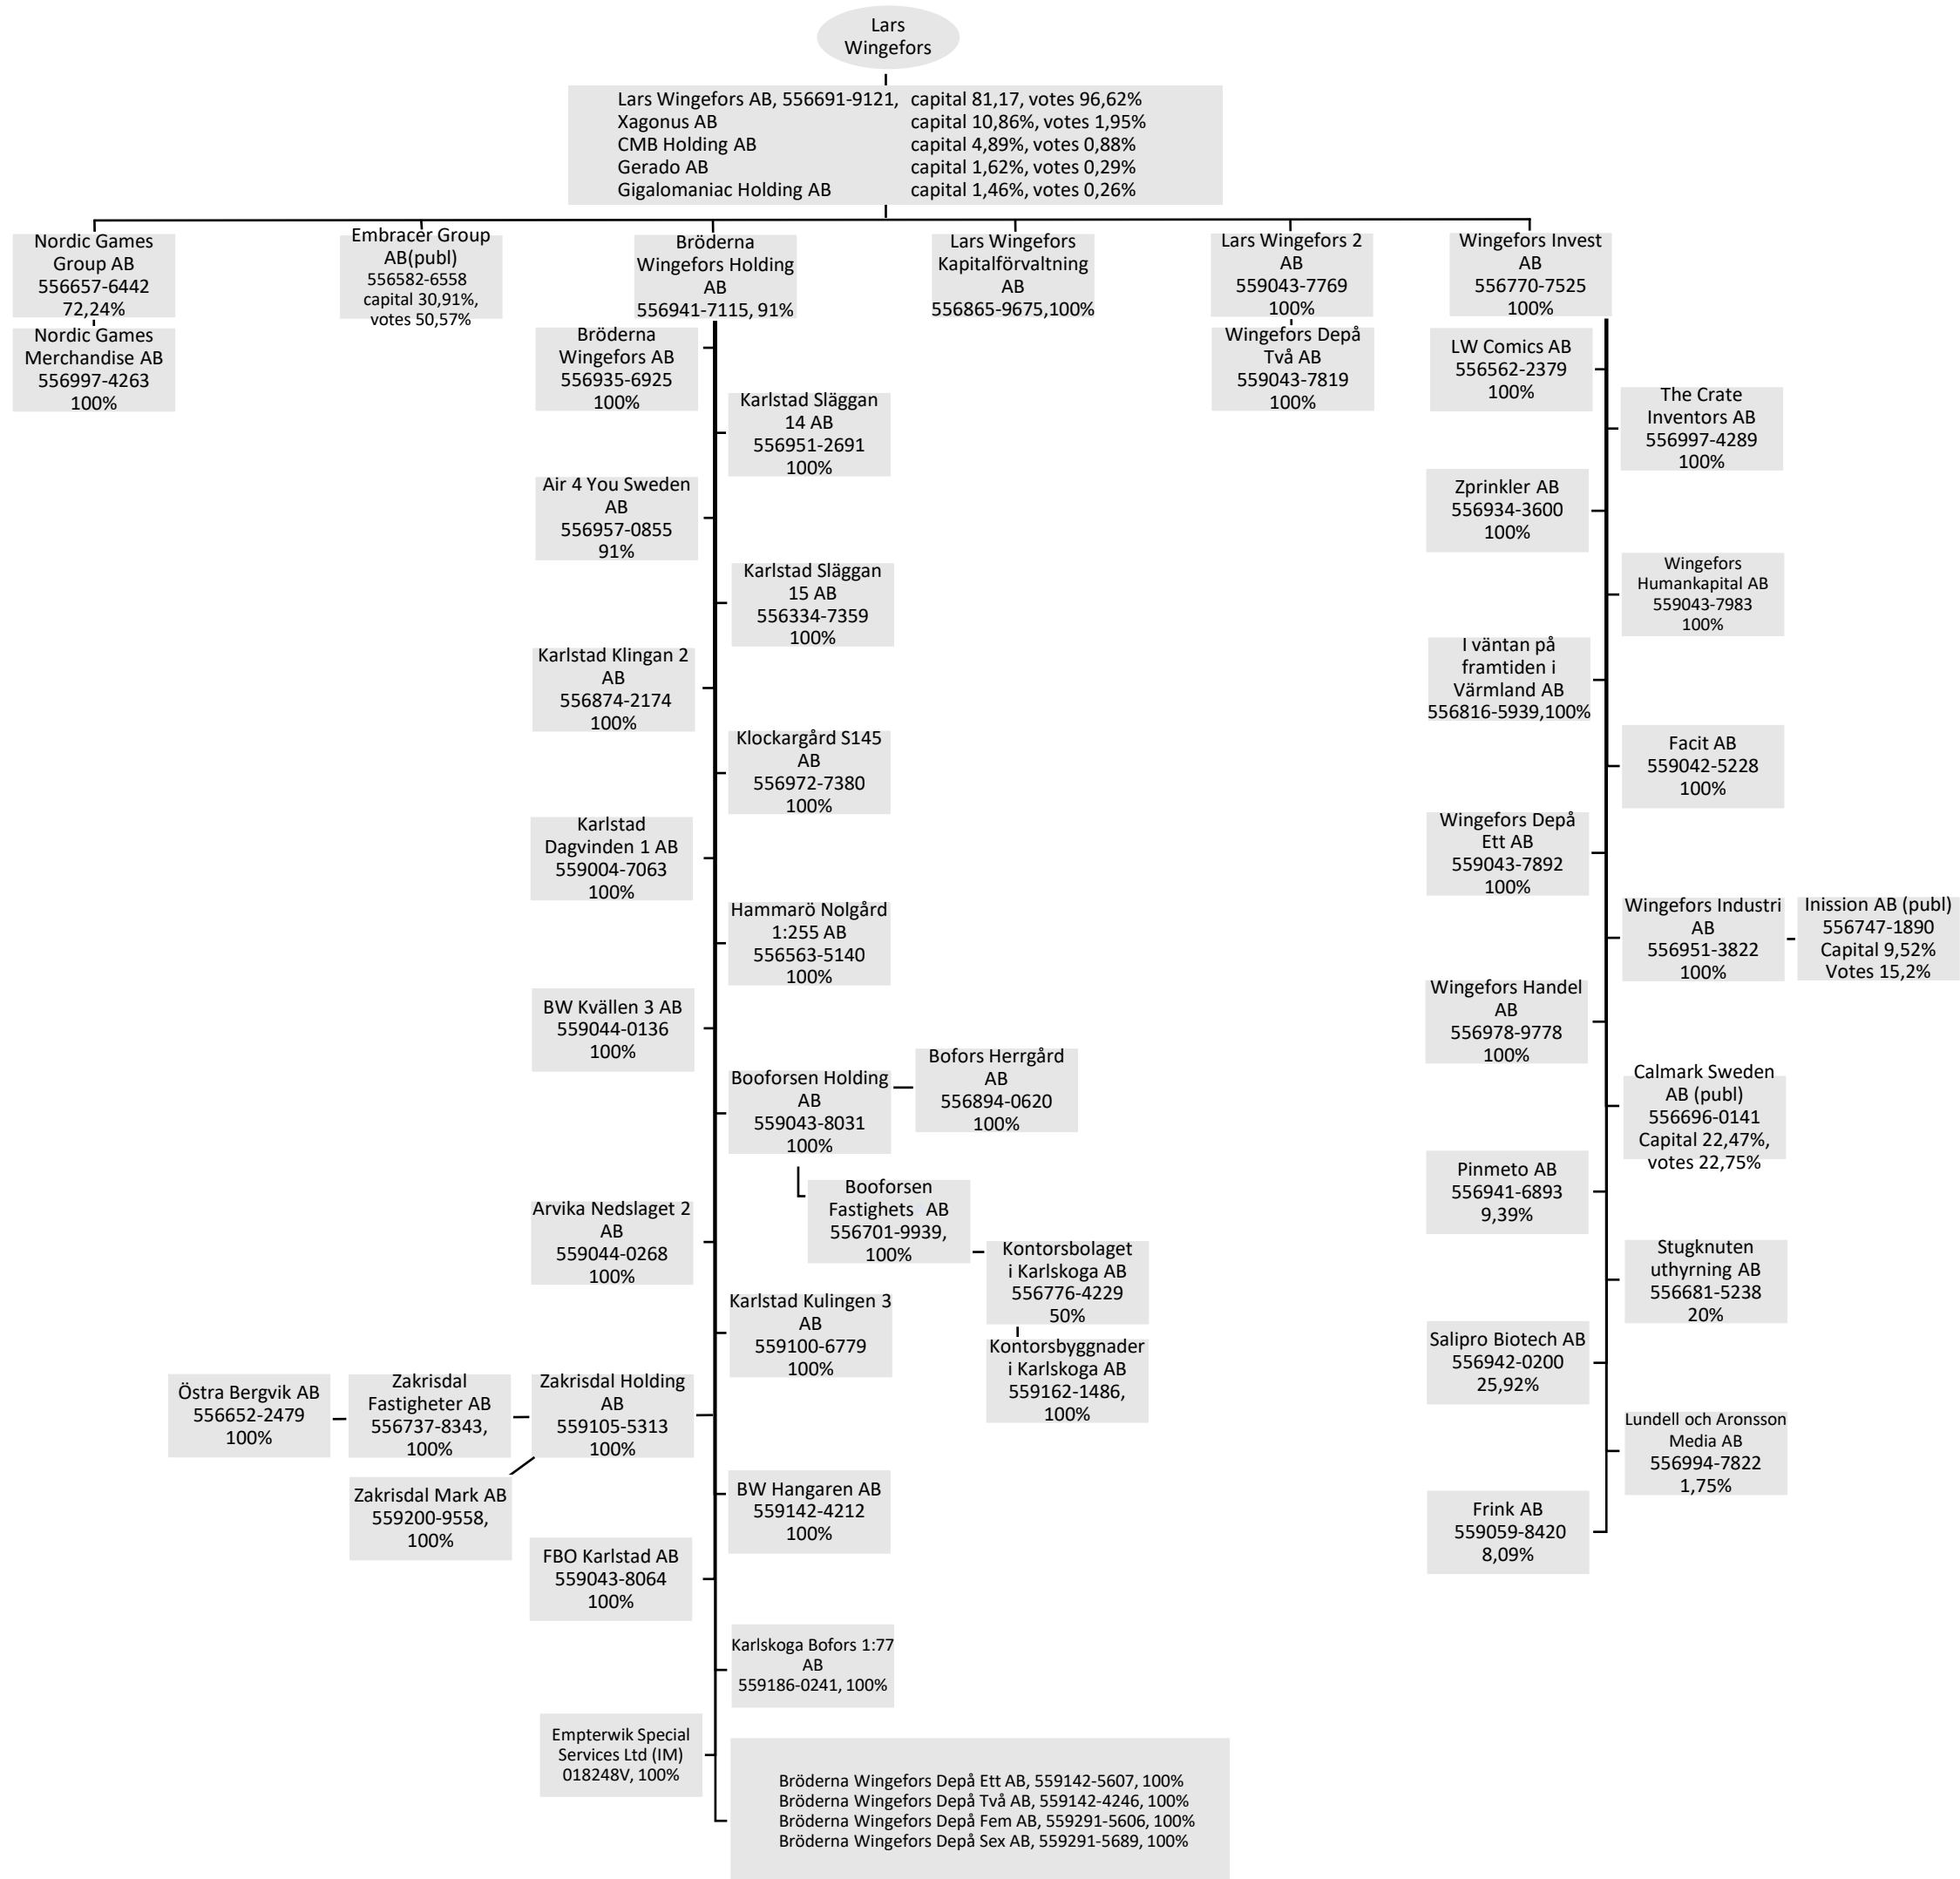 Lars
Wingefors
Lars Wingefors AB, 556691-9121, capital 81,17, votes 96,62%
Xagonus AB capital 10,86%, votes 1,95%
CMB Holding AB capital 4,89%, votes 0,88%
Gerado AB capital 1,62%, votes 0,29%
Gigalomaniac Holding AB capital 1,46%, votes 0,26%
Nordic Games
Group AB
556657-6442
72,24%
Nordic Games
Merchandise AB
556997-4263
100%
Embracer Group
AB(publ)
556582-6558
capital 30,91%,
votes 50,57%
Bröderna
Wingefors Holding
AB
556941-7115, 91%
Lars Wingefors
Kapitalförvaltning
AB
556865-9675,100%
Lars Wingefors 2
AB
559043-7769
100%
Wingefors Depå
Två AB
559043-7819
100%
Wingefors Invest
AB
556770-7525
100%
Bröderna
Wingefors AB
556935-6925
100%
Karlstad Släggan
14 AB
556951-2691
100%
Air 4 You Sweden
AB
556957-0855
91%
Karlstad Släggan
15 AB
556334-7359
100%
Karlstad Klingan 2
AB
556874-2174
100%
Klockargård S145
AB
556972-7380
100%
Karlstad
Dagvinden 1 AB
559004-7063
100%
Hammarö Nolgård
1:255 AB
556563-5140
100%
BW Kvällen 3 AB
559044-0136
100%
Booforsen Holding
AB
559043-8031
100%
Bofors Herrgård
AB
556894-0620
100%
Booforsen
Fastighets AB
556701-9939,
100%
Kontorsbolaget
i Karlskoga AB
556776-4229
50%
Kontorsbyggnader
i Karlskoga AB
559162-1486,
100%
Arvika Nedslaget 2
AB
559044-0268
100%
Karlstad Kulingen 3
AB
559100-6779
100%
Östra Bergvik AB
556652-2479
100%
Zakrisdal
Fastigheter AB
556737-8343,
100%
Zakrisdal Holding
AB
559105-5313
100%
Zakrisdal Mark AB
559200-9558,
100%
BW Hangaren AB
559142-4212
100%
FBO Karlstad AB
559043-8064
100%
Karlskoga Bofors 1:77
AB
559186-0241, 100%
Empterwik Special
Services Ltd (IM)
018248V, 100%
Bröderna Wingefors Depå Ett AB, 559142-5607, 100%
Bröderna Wingefors Depå Två AB, 559142-4246, 100%
Bröderna Wingefors Depå Fem AB, 559291-5606, 100%
Bröderna Wingefors Depå Sex AB, 559291-5689, 100%
LW Comics AB
556562-2379
100%
The Crate
Inventors AB
556997-4289
100%
Zprinkler AB
556934-3600
100%
Wingefors
Humankapital AB
559043-7983
100%
I väntan på
framtiden i
Värmland AB
556816-5939,100%
Facit AB
559042-5228
100%
Wingefors Depå
Ett AB
559043-7892
100%
Wingefors Industri
AB
556951-3822
100%
Inission AB (publ)
556747-1890
Capital 9,52%
Votes 15,2%
Wingefors Handel
AB
556978-9778
100%
Calmark Sweden
AB (publ)
556696-0141
Capital 22,47%,
votes 22,75%
Pinmeto AB
556941-6893
9,39%
Stugknuten
uthyrning AB
556681-5238
20%
Salipro Biotech AB
556942-0200
25,92%
Lundell och Aronsson
Media AB
556994-7822
1,75%
Frink AB
559059-8420
8,09%